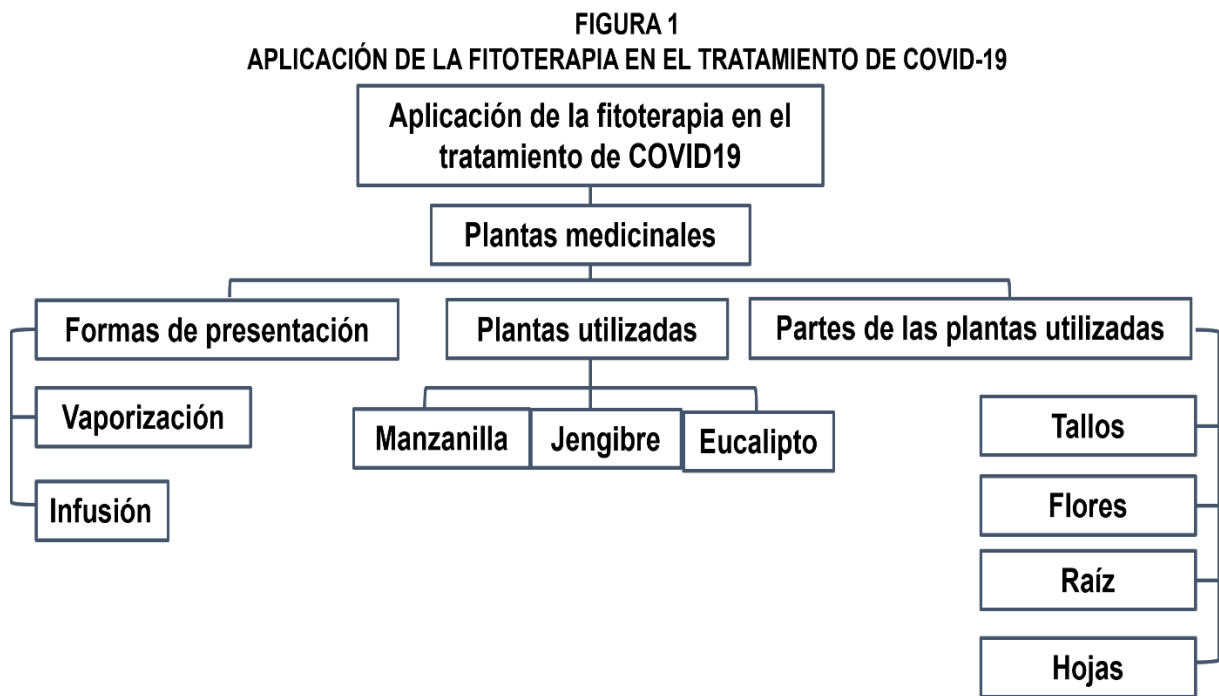 FIGURA 1
APLICACIÓN DE LA FITOTERAPIA EN EL TRATAMIENTO DE COVID-19
Aplicación de la fitoterapia en el
tratamiento de COVID19
Plantas medicinales
Formas de presentación
Plantas utilizadas
Partes de las plantas utilizadas
Vaporización
Infusión
Manzanilla
Jengibre
Eucalipto
Tallos
Flores
Raíz
Hojas